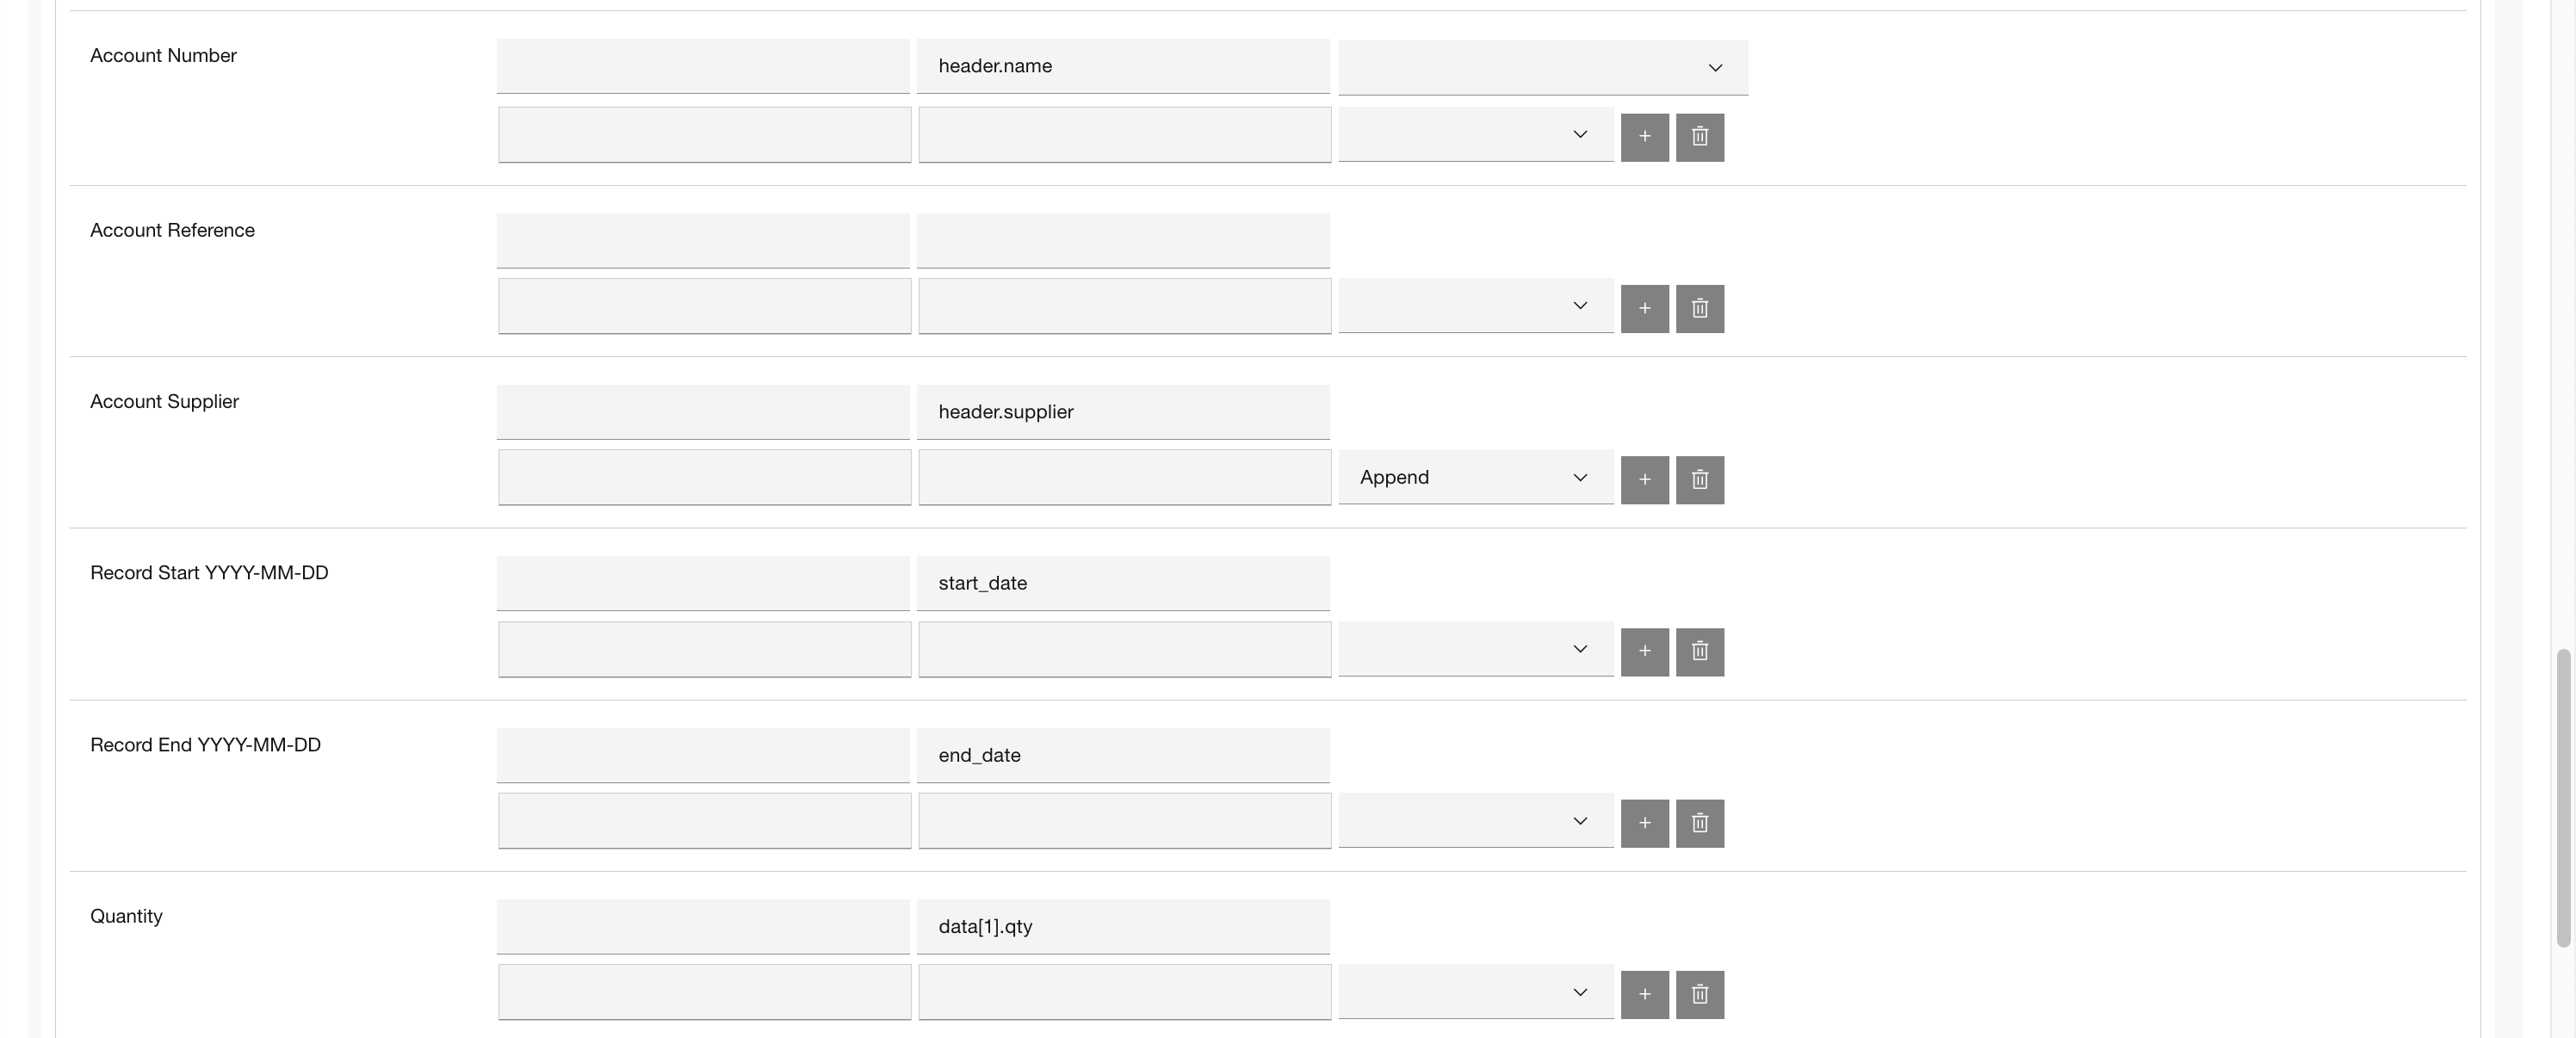 Account Number
header.name
+
Account Reference
+
Account Supplier
header.supplier
Append
+
Record Start YYYY-MM-DD
start_date
+
Record End YYYY-MM-DD
end_date
+
Quantity
data[1].qty
+